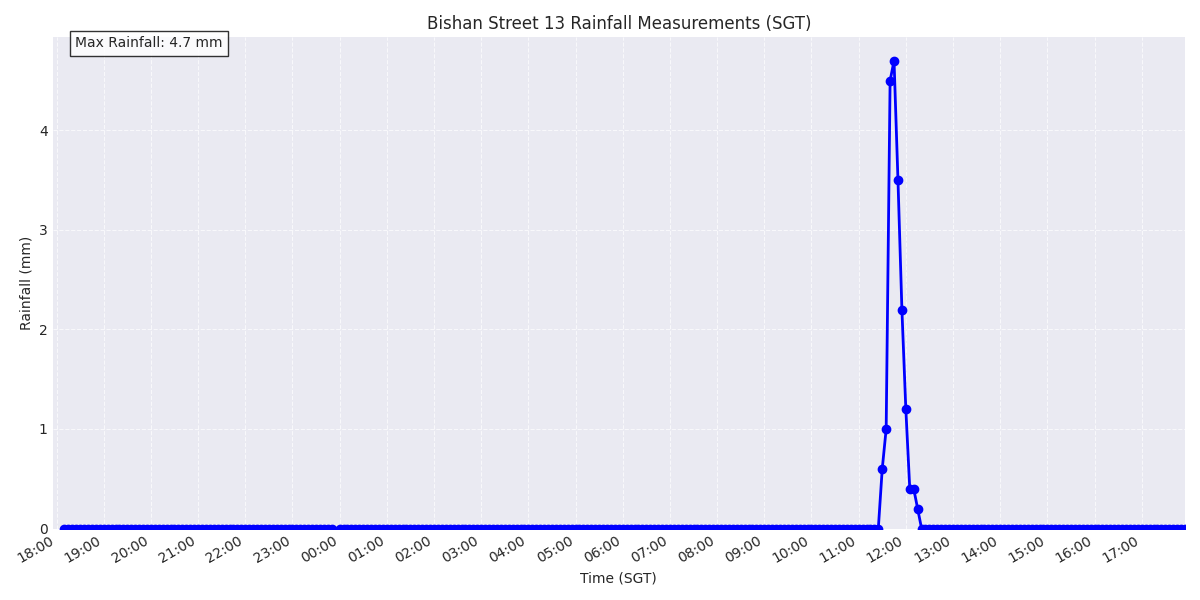 Bishan Street 13 Rainfall Measurements (SGT)
Max Rainfall: 4.7 mm
4
3
2
1
0
Rainfall (mm)
18:00 19:00 20:00 21:00 22:00 23:00 00:00 01:00 02:00 03:00 04:00 05:00 06:00 07:00 08:00 09:00 10:00 11:00 12:00 13:00 14:00 15:00 16:00 17:00
Time (SGT)